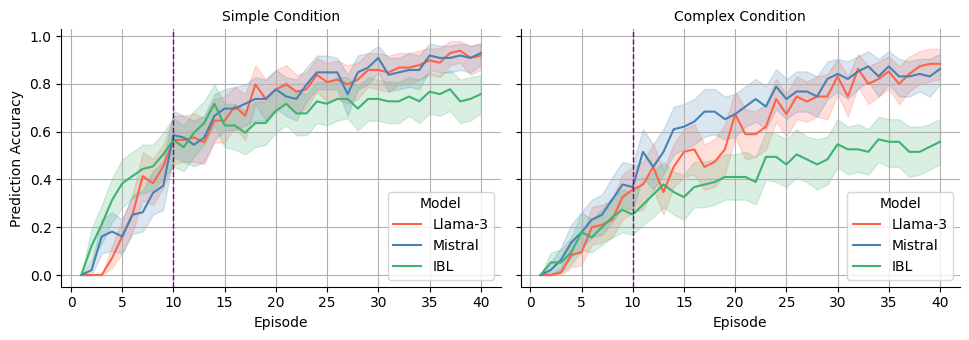 Simple Condition
Complex Condition
Prediction Accuracy
1.0
0.8
0.6
0.4
0.2
0.0
Model
Llama-3
Mistral
IBL
Model
Llama-3
Mistral
IBL
0 5 10 15 20 25 30 35 40
0 5 10 15 20 25 30 35 40
Episode
Episode